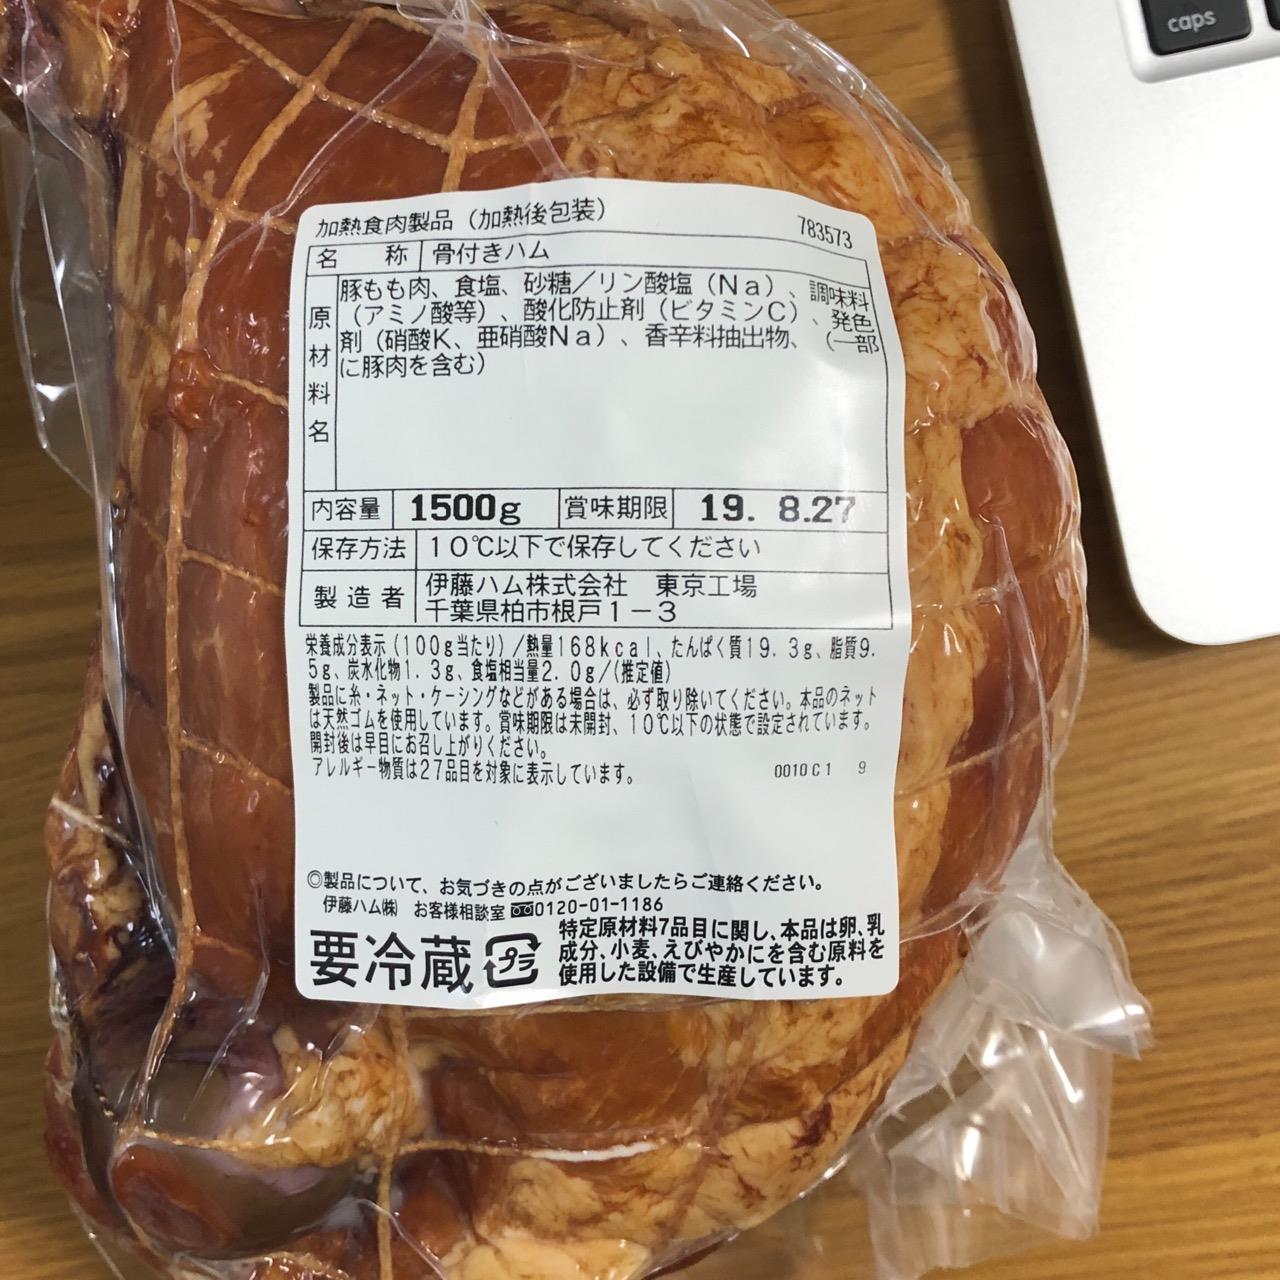 caps
加熱食肉製品（加熱後包装）
783573
名称 骨付きハム
原材料名
豚もも肉、食塩、砂糖／リン酸塩（Ｎａ）、調味料
（アミノ酸等）、酸化防止剤（ビタミンＣ）、発色
剤（硝酸Ｋ、亜硝酸Ｎａ）、香辛料抽出物、（一部
に豚肉を含む）
内容量 1500g 賞味期限 19. 8.27
保存方法 １０℃以下で保存してください
製造者 伊藤ハム株式会社　東京工場
千葉県柏市根戸１－３
栄養成分表示（100g当たり）／熱量168kcal、たんぱく質19.3g、脂質9.
5g、炭水化物1.3g、食塩相当量2.0g／(推定値)
製品に糸・ネット・ケーシングなどがある場合は、必ず取り除いてください。本品のネット
は天然ゴムを使用しています。賞味期限は未開封、10℃以下の状態で設定されています。
開封後は早目にお召し上がりください。
アレルギー物質は27品目を対象に表示しています。
0010C1 9
◎製品について、お気づきの点がございましたらご連絡ください。
伊藤ハム㈱ お客様相談室 0120-01-1186
要冷蔵 プラ
特定原材料7品目に関し、本品は卵、乳
成分、小麦、えびやかにを含む原料を
使用した設備で生産しています。